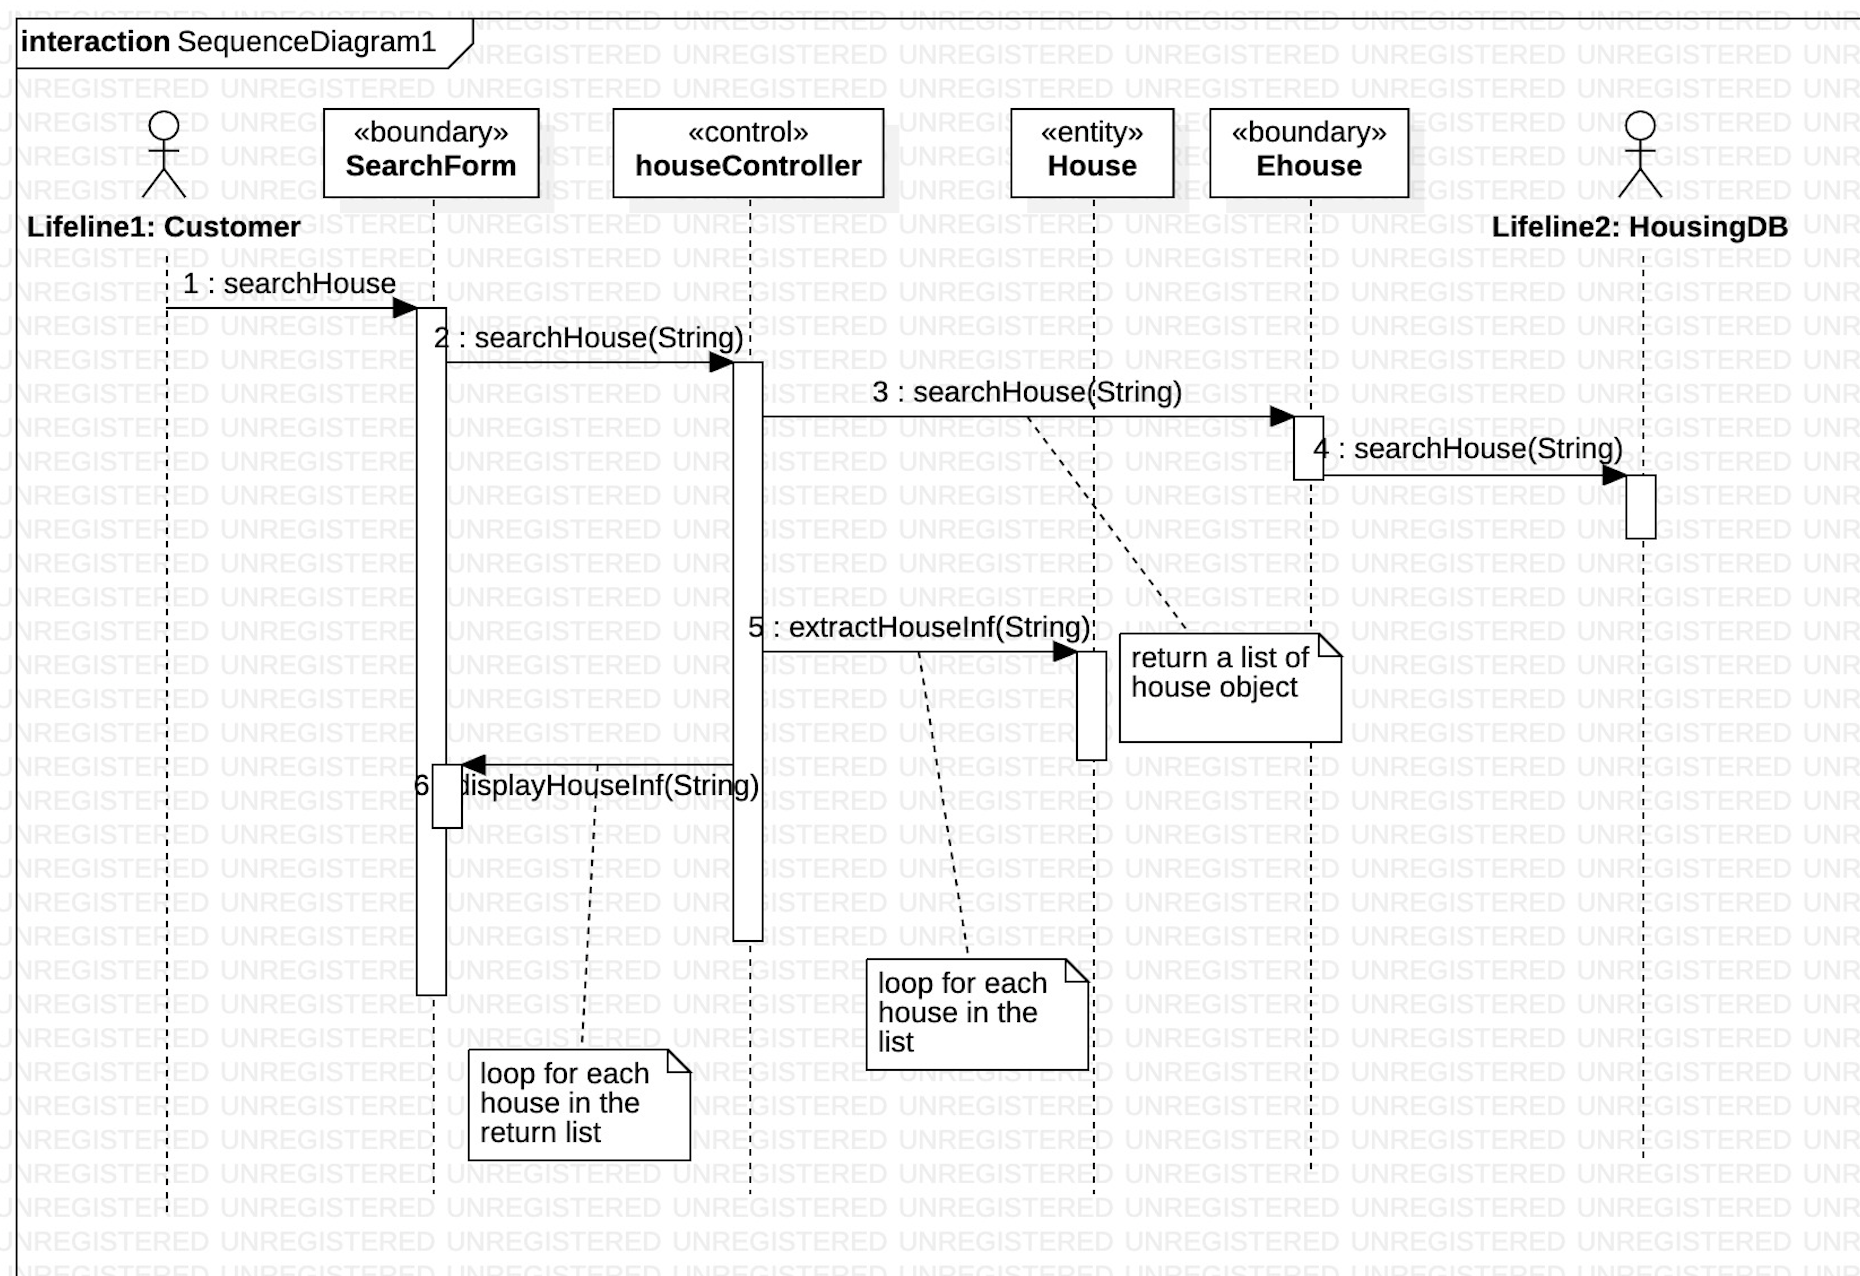 interaction SequenceDiagram1
«boundary»
SearchForm
«control»
houseController
«entity»
House
«boundary»
Ehouse
Lifeline1: Customer
Lifeline2: HousingDB
1 : searchHouse
2 : searchHouse(String)
3 : searchHouse(String)
4 : searchHouse(String)
5 : extractHouseInf(String)
return a list of
house object
6 displayHouseInf(String)
loop for each
house in the
list
loop for each
house in the
return list
UNREGISTERED